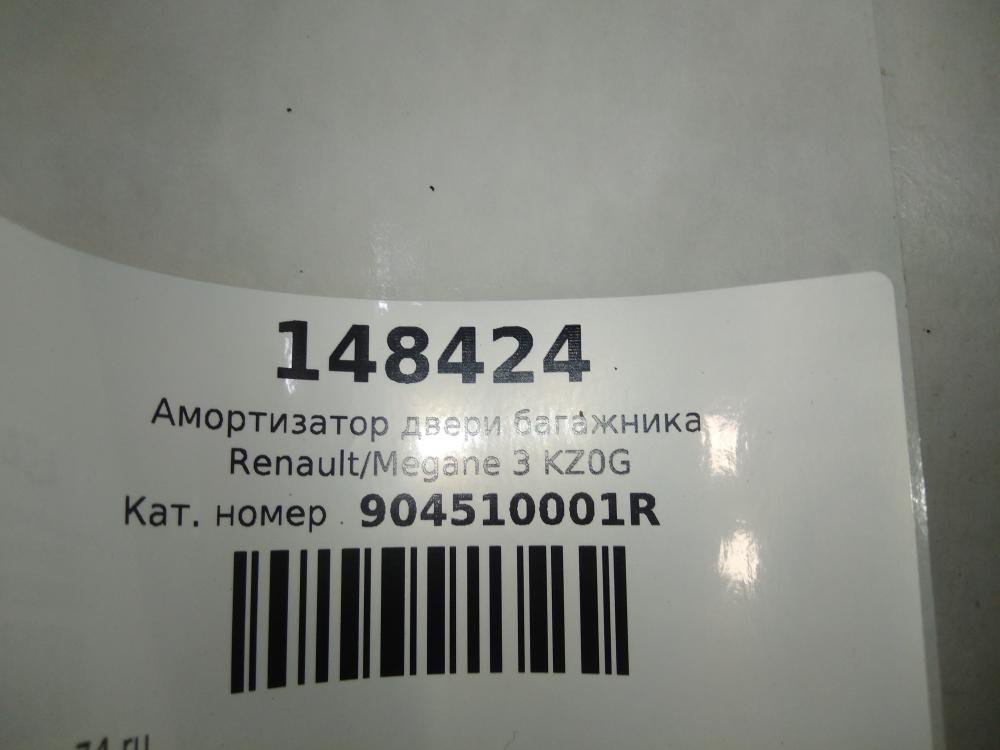 148424
Амортизатор двери багажника
Renault/Megane 3 KZ0G
Кат. номер 904510001R